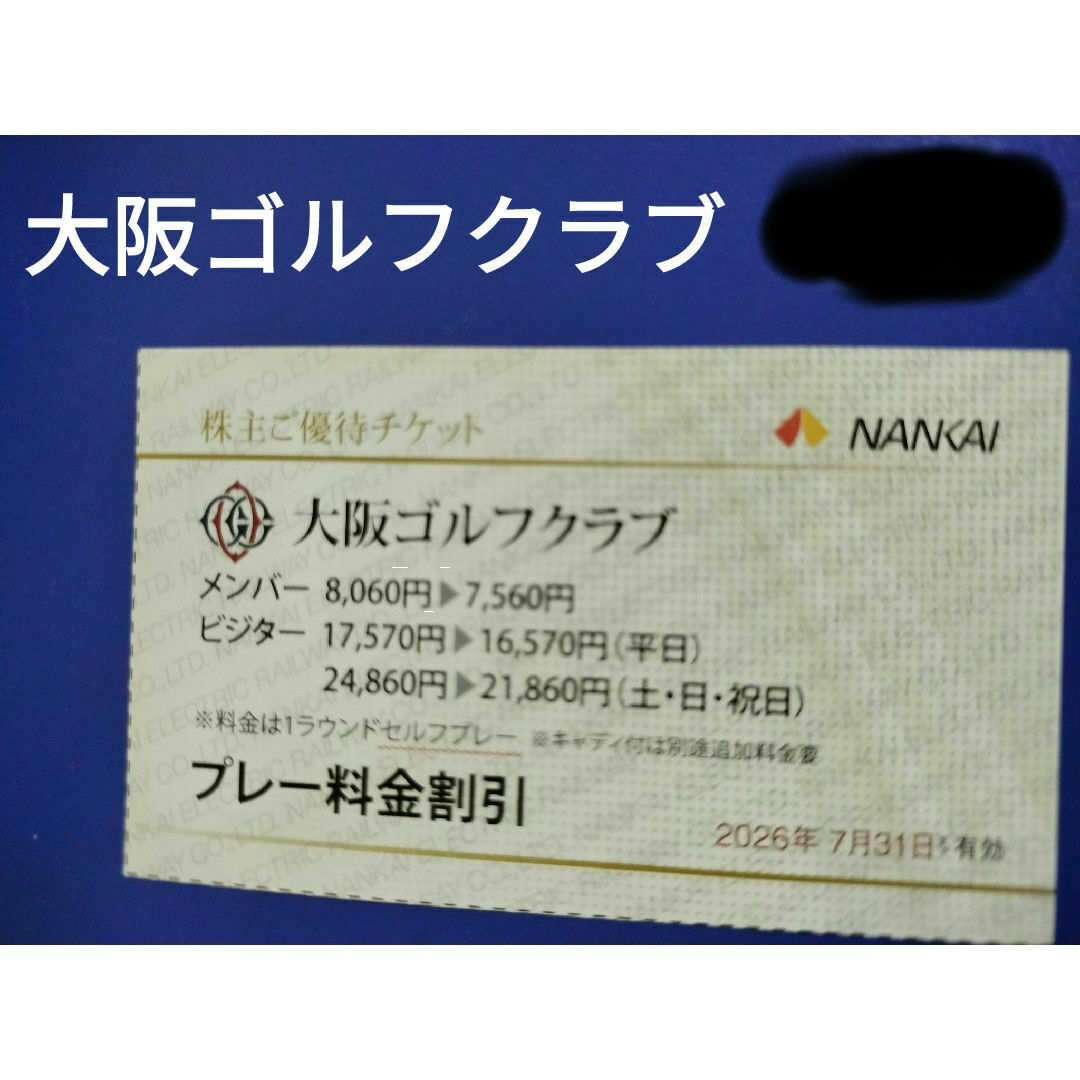 大阪ゴルフクラブ
株主ご優待チケット
NANKAI
大阪ゴルフクラブ
メンバー 8,060円▶7,560円
ビジター 17,570円▶16,570円(平日)
24,860円▶21,860円(土・日・祝日)
※料金は1ラウンドセルフプレー ※キャディ付は別途追加料金要
プレー料金割引
2026年 7月31日 有効